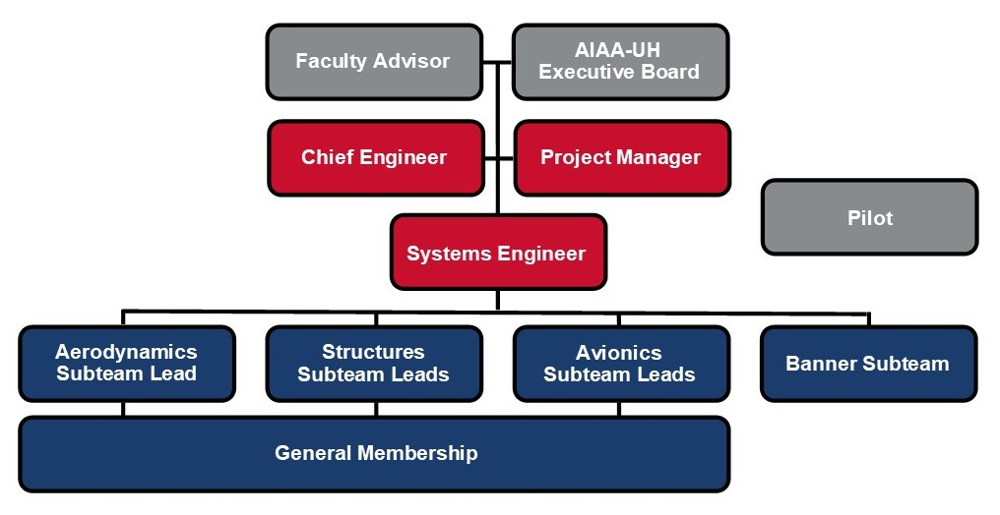 Faculty Advisor
AIAA-UH
Executive Board
Chief Engineer
Project Manager
Pilot
Systems Engineer
Aerodynamics
Subteam Lead
Structures
Subteam Leads
Avionics
Subteam Leads
Banner Subteam
General Membership